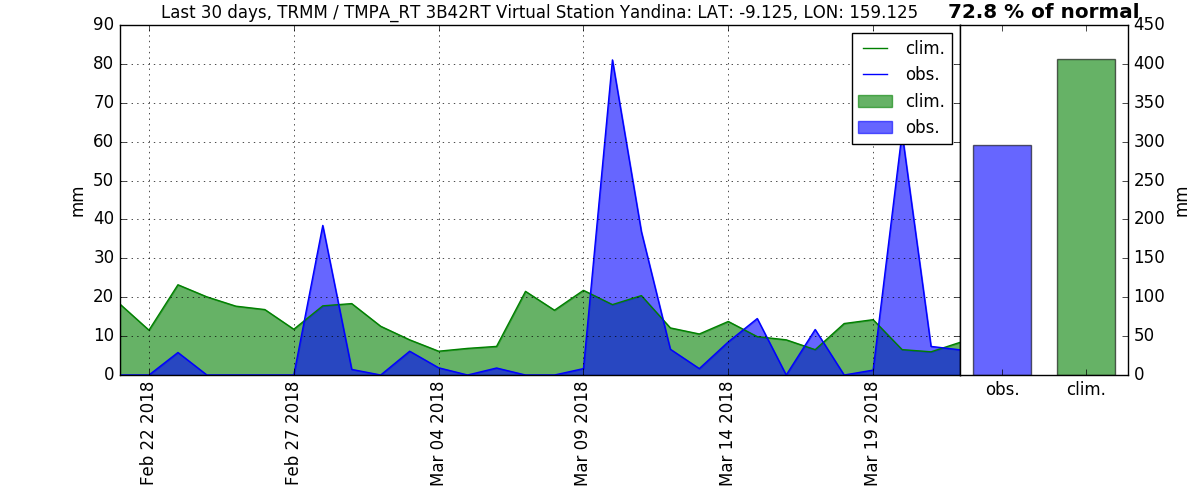 Last 30 days, TRMM / TMPA_RT 3B42RT Virtual Station Yandina: LAT: -9.125, LON: 159.125
72.8 % of normal
90
80
70
60
50
40
30
20
10
0
mm
clim.
obs.
clim.
obs.
450
400
350
300
250
200
150
100
50
0
mm
obs.
clim.
Feb 22 2018
Feb 27 2018
Mar 04 2018
Mar 09 2018
Mar 14 2018
Mar 19 2018